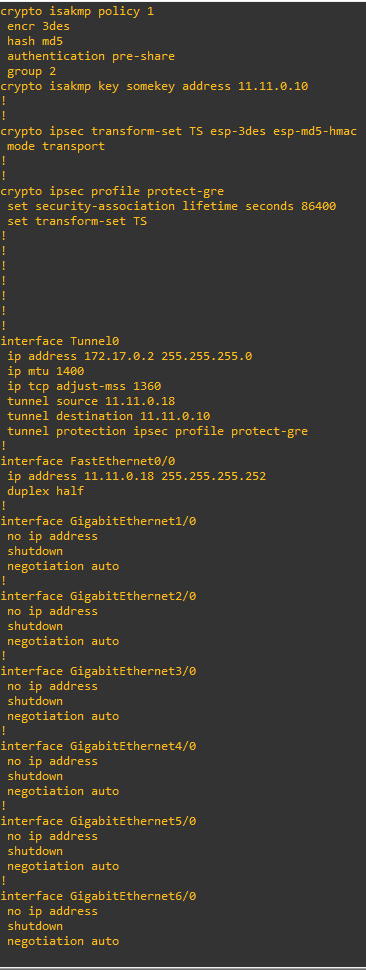 crypto isakmp policy 1
 encr 3des
 hash md5
 authentication pre-share
 group 2
crypto isakmp key somekey address 11.11.0.10
!
!
crypto ipsec transform-set TS esp-3des esp-md5-hmac
 mode transport
!
!
crypto ipsec profile protect-gre
 set security-association lifetime seconds 86400
 set transform-set TS
!
!
!
!
!
!
!
interface Tunnel0
 ip address 172.17.0.2 255.255.255.0
 ip mtu 1400
 ip tcp adjust-mss 1360
 tunnel source 11.11.0.18
 tunnel destination 11.11.0.10
 tunnel protection ipsec profile protect-gre
!
interface FastEthernet0/0
 ip address 11.11.0.18 255.255.255.252
 duplex half
!
interface GigabitEthernet1/0
 no ip address
 shutdown
 negotiation auto
!
interface GigabitEthernet2/0
 no ip address
 shutdown
 negotiation auto
!
interface GigabitEthernet3/0
 no ip address
 shutdown
 negotiation auto
!
interface GigabitEthernet4/0
 no ip address
 shutdown
 negotiation auto
!
interface GigabitEthernet5/0
 no ip address
 shutdown
 negotiation auto
!
interface GigabitEthernet6/0
 no ip address
 shutdown
 negotiation auto